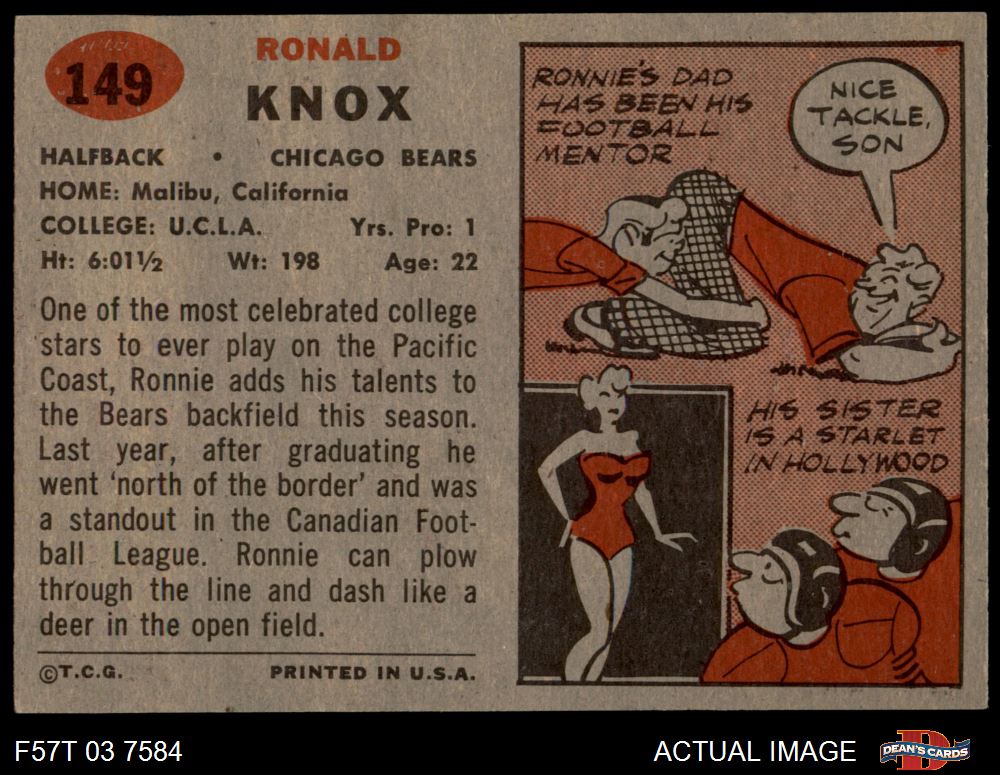 149
RONALD
KNOX
HALFBACK • CHICAGO BEARS
HOME: Malibu, California
COLLEGE: U.C.L.A. Yrs. Pro: 1
Ht: 6:01½ Wt: 198 Age: 22
One of the most celebrated college
stars to ever play on the Pacific
Coast, Ronnie adds his talents to
the Bears backfield this season.
Last year, after graduating he
went 'north of the border' and was
a standout in the Canadian Foot-
ball League. Ronnie can plow
through the line and dash like a
deer in the open field.
©T.C.G. PRINTED IN U.S.A.
RONNIE'S DAD
HAS BEEN HIS
FOOTBALL
MENTOR
NICE
TACKLE,
SON
HIS SISTER
IS A STARLET
IN HOLLYWOOD
F57T 03 7584
ACTUAL IMAGE
DEAN'S CARDS